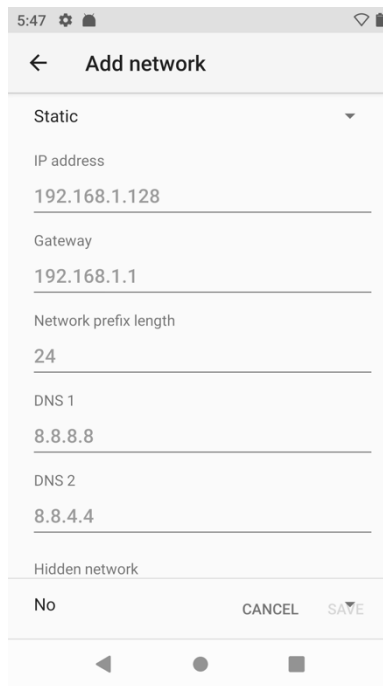 5:47
Add network
Static
IP address
192.168.1.128
Gateway
192.168.1.1
Network prefix length
24
DNS 1
8.8.8.8
DNS 2
8.8.4.4
Hidden network
No
CANCEL SAVE